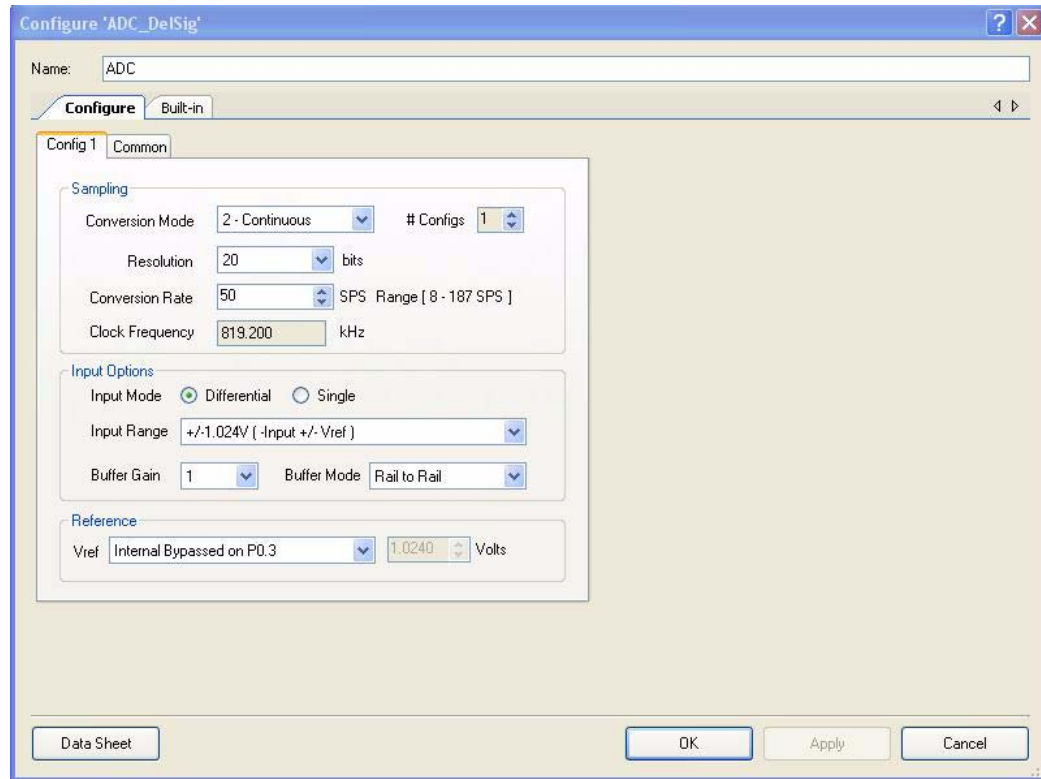 Configure 'ADC_DelSig'
Name: ADC
Configure Built-in
Config 1 Common
Sampling
Conversion Mode 2 - Continuous # Configs 1
Resolution 20 bits
Conversion Rate 50 SPS Range [ 8 - 187 SPS ]
Clock Frequency 819.200 kHz
Input Options
Input Mode Differential Single
Input Range +/-1.024V ( -Input +/- Vref )
Buffer Gain 1 Buffer Mode Rail to Rail
Reference
Vref Internal Bypassed on P0.3 1.0240 Volts
Data Sheet OK Apply Cancel